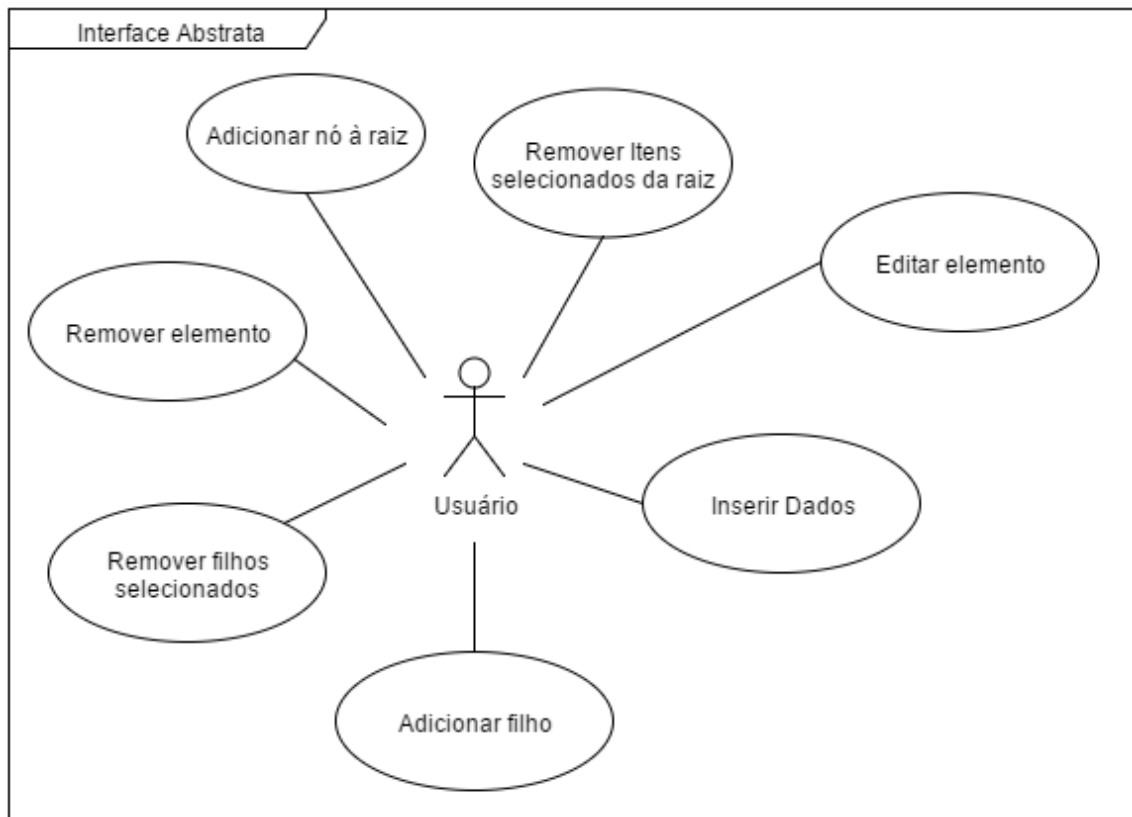 Interface Abstrata
Adicionar nó à raiz
Remover Itens
selecionados da raiz
Editar elemento
Remover elemento
Usuário
Inserir Dados
Remover filhos
selecionados
Adicionar filho